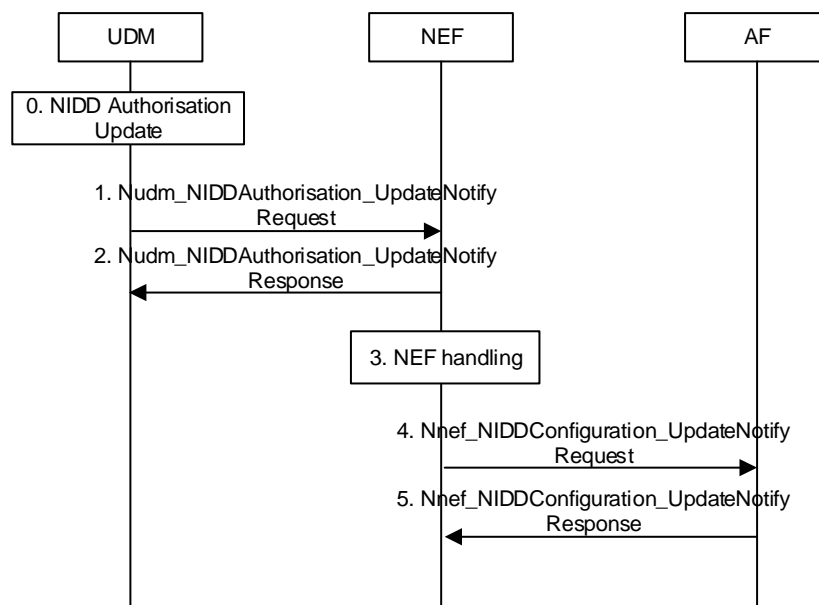 UDM NEF AF
0. NIDD Authorisation
Update
1. Nudm_NIDDAuthorisation_UpdateNotify
Request
2. Nudm_NIDDAuthorisation_UpdateNotify
Response
3. NEF handling
4. Nnef_NIDDConfiguration_UpdateNotify
Request
5. Nnef_NIDDConfiguration_UpdateNotify
Response